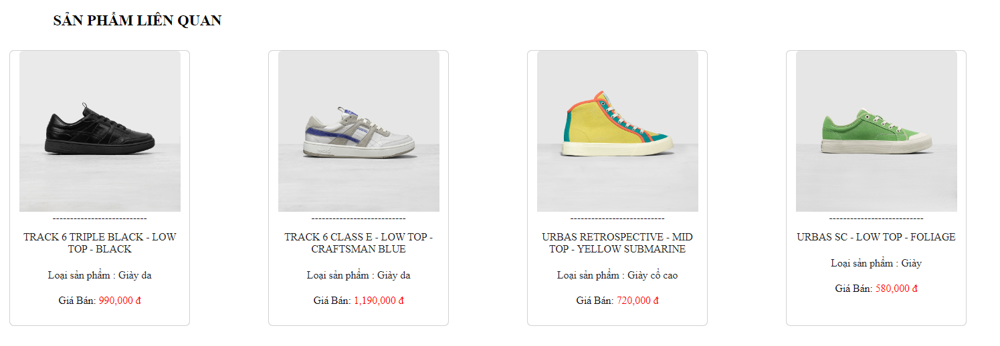 SẢN PHẨM LIÊN QUAN
---------------------------
TRACK 6 TRIPLE BLACK - LOW
TOP - BLACK
Loại sản phẩm : Giày da
Giá Bán: 990,000 đ
---------------------------
TRACK 6 CLASS E - LOW TOP -
CRAFTSMAN BLUE
Loại sản phẩm : Giày da
Giá Bán: 1,190,000 đ
---------------------------
URBAS RETROSPECTIVE - MID
TOP - YELLOW SUBMARINE
Loại sản phẩm : Giày cổ cao
Giá Bán: 720,000 đ
---------------------------
URBAS SC - LOW TOP - FOLIAGE
Loại sản phẩm : Giày
Giá Bán: 580,000 đ